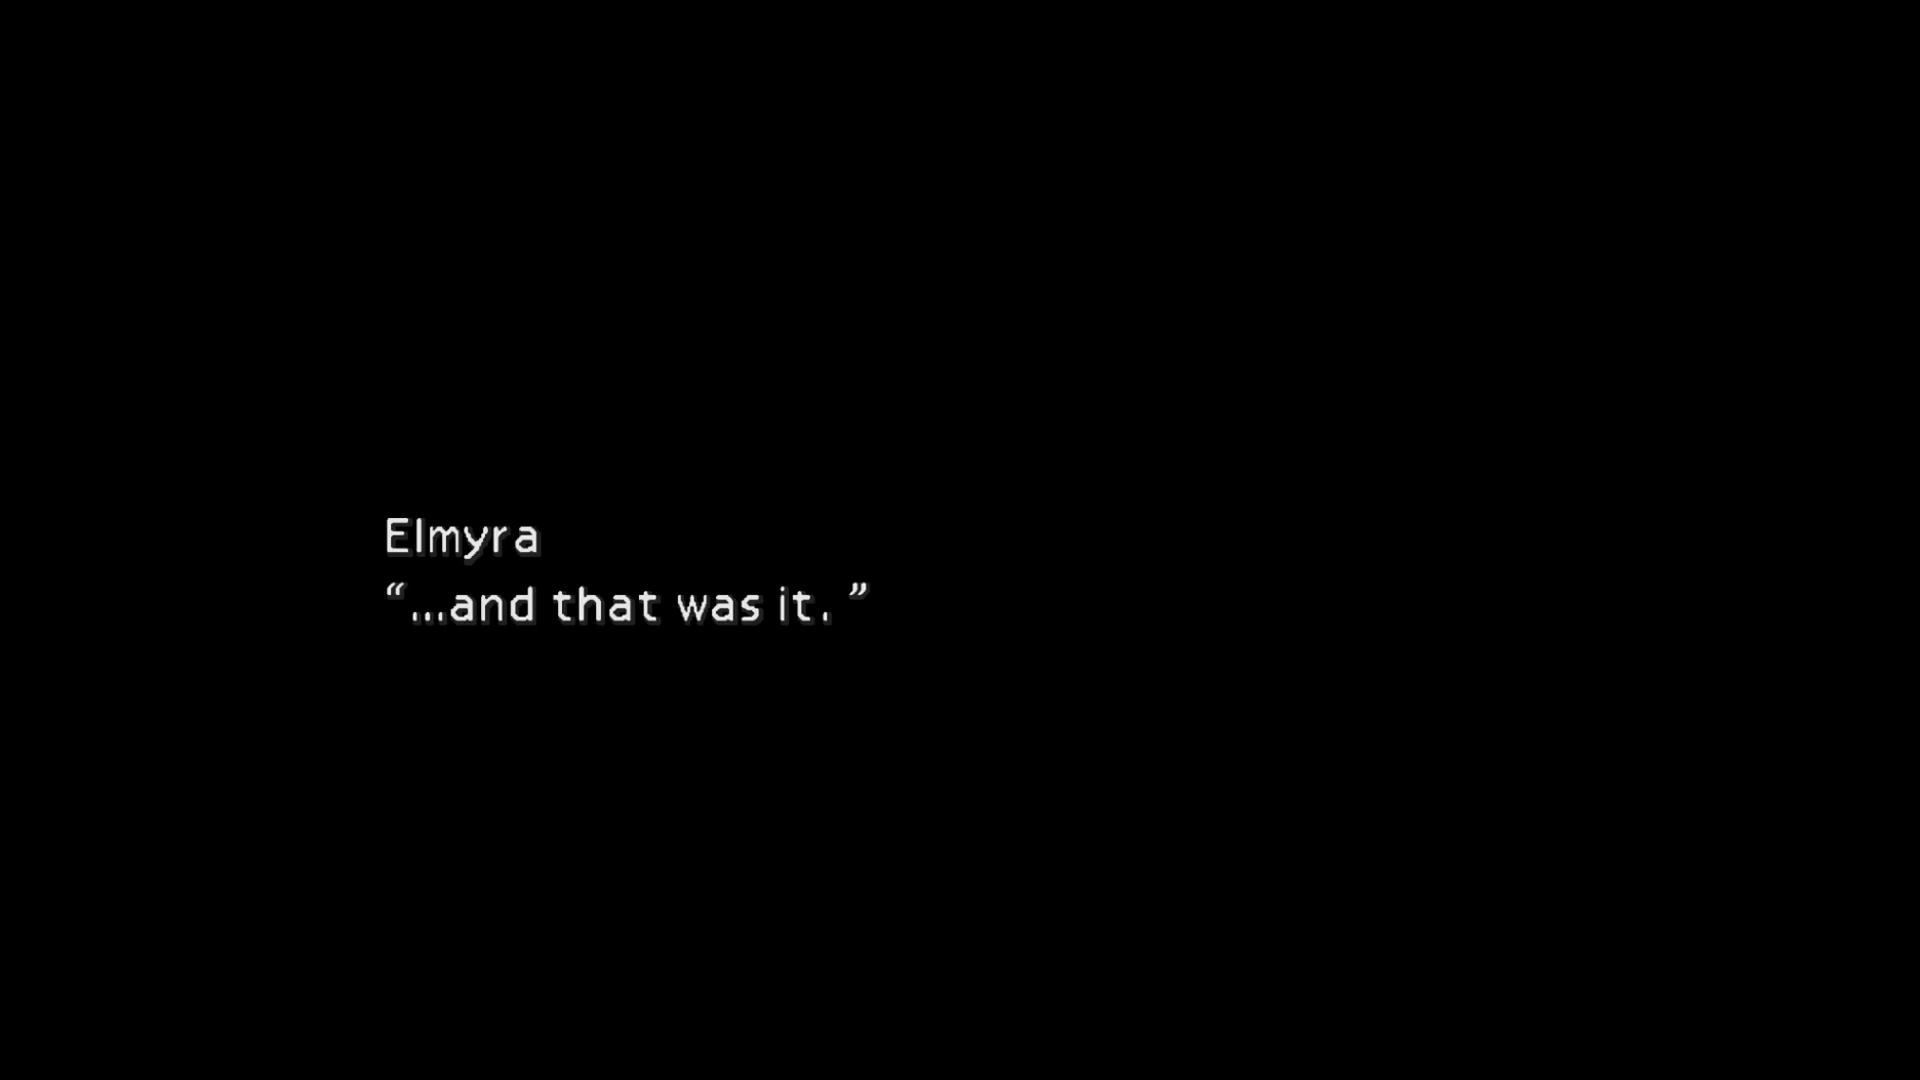 Elmyra
“...and that was it. ”